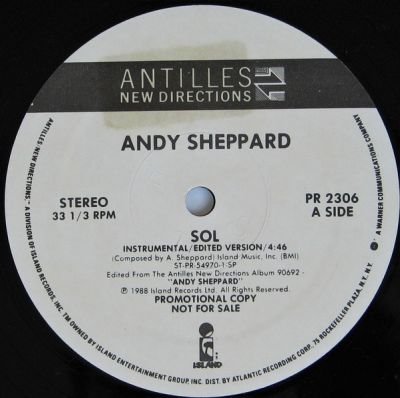 ANTILLES
NEW DIRECTIONS
ANDY SHEPPARD
STEREO
33 1/3 RPM
PR 2306
A SIDE
SOL
INSTRUMENTAL/EDITED VERSION/4:46
(Composed by A. Sheppard) Island Music, Inc. (BMI)
ST-PR-54970-1 SP
Edited From The Antilles New Directions Album 90692 -
"ANDY SHEPPARD"
℗ 1988 Island Records Ltd. All Rights Reserved.
PROMOTIONAL COPY
NOT FOR SALE
ISLAND
ANTILLES-NEW DIRECTIONS - A DIVISION OF ISLAND RECORDS, INC. TM OWNED BY ISLAND ENTERTAINMENT GROUP, INC. DIST. BY ATLANTIC RECORDING CORP. 75 ROCKEFELLER PLAZA, N.Y. N.Y. - A WARNER COMMUNICATIONS COMPANY